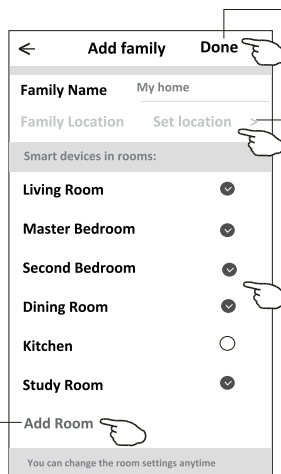 ← Add family Done
Family Name My home
Family Location Set location >
Smart devices in rooms:
Living Room
Master Bedroom
Second Bedroom
Dining Room
Kitchen
Study Room
Add Room
You can change the room settings anytime